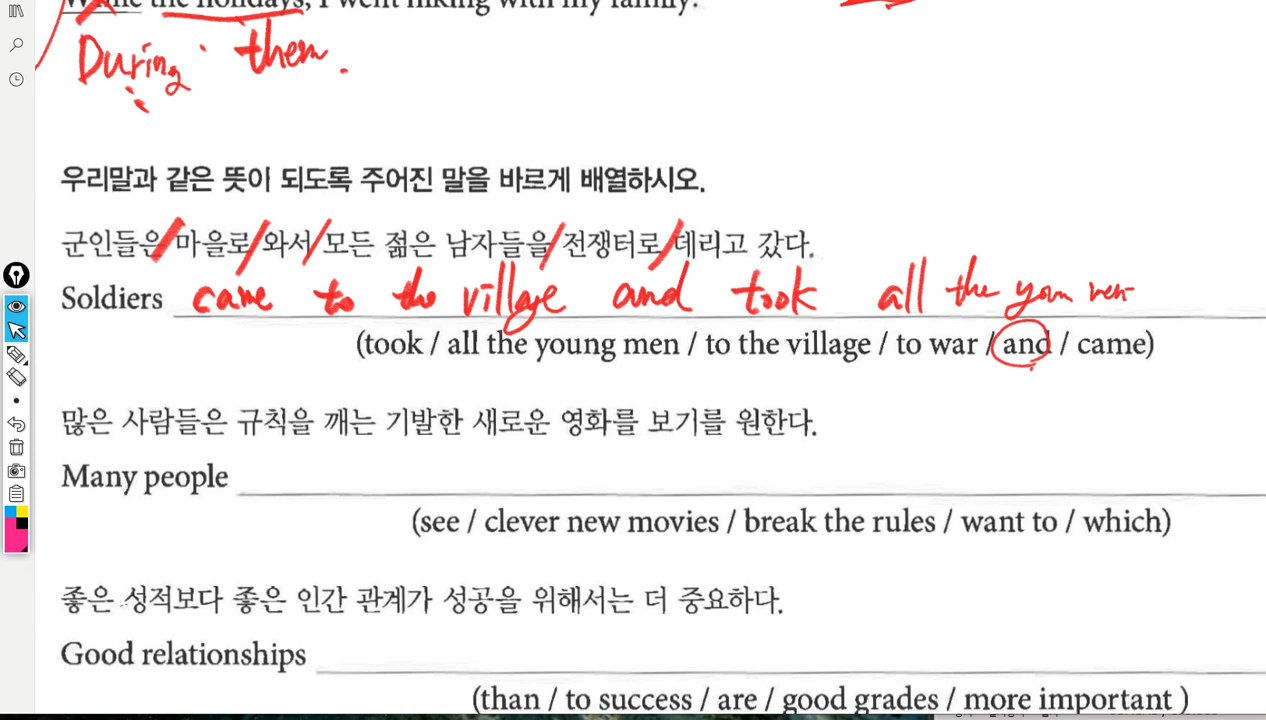 While the holidays, I went hiking with my family.
During them.
우리말과 같은 뜻이 되도록 주어진 말을 바르게 배열하시오.
군인들은 마을로 와서 모든 젊은 남자들을 전쟁터로 데리고 갔다.
Soldiers came to the village and took all the young men
(took / all the young men / to the village / to war / and / came)
많은 사람들은 규칙을 깨는 기발한 새로운 영화를 보기를 원한다.
Many people
(see / clever new movies / break the rules / want to / which)
좋은 성적보다 좋은 인간 관계가 성공을 위해서는 더 중요하다.
Good relationships
(than / to success / are / good grades / more important )